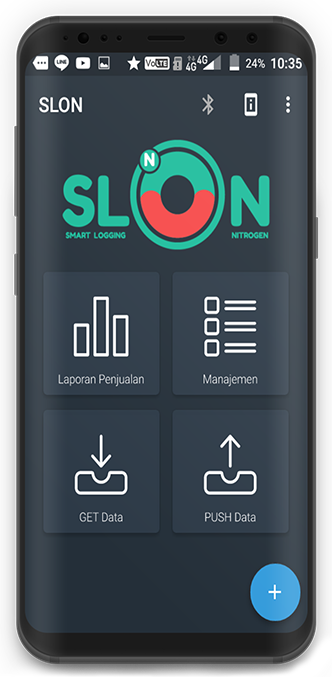 LINE VoLTE 4G 4G 24% 10:35
SLON
N
SLON
SMART LOGGING NITROGEN
Laporan Penjualan Manajemen
GET Data PUSH Data